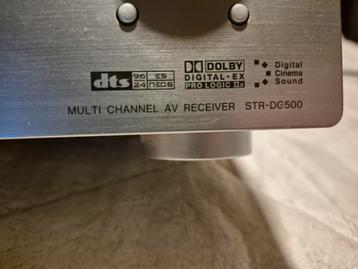 dts 96 24 ES NEO:6
DOLBY
DIGITAL·EX
PRO LOGIC IIx
Digital
Cinema
Sound
MULTI CHANNEL AV RECEIVER STR-DG500